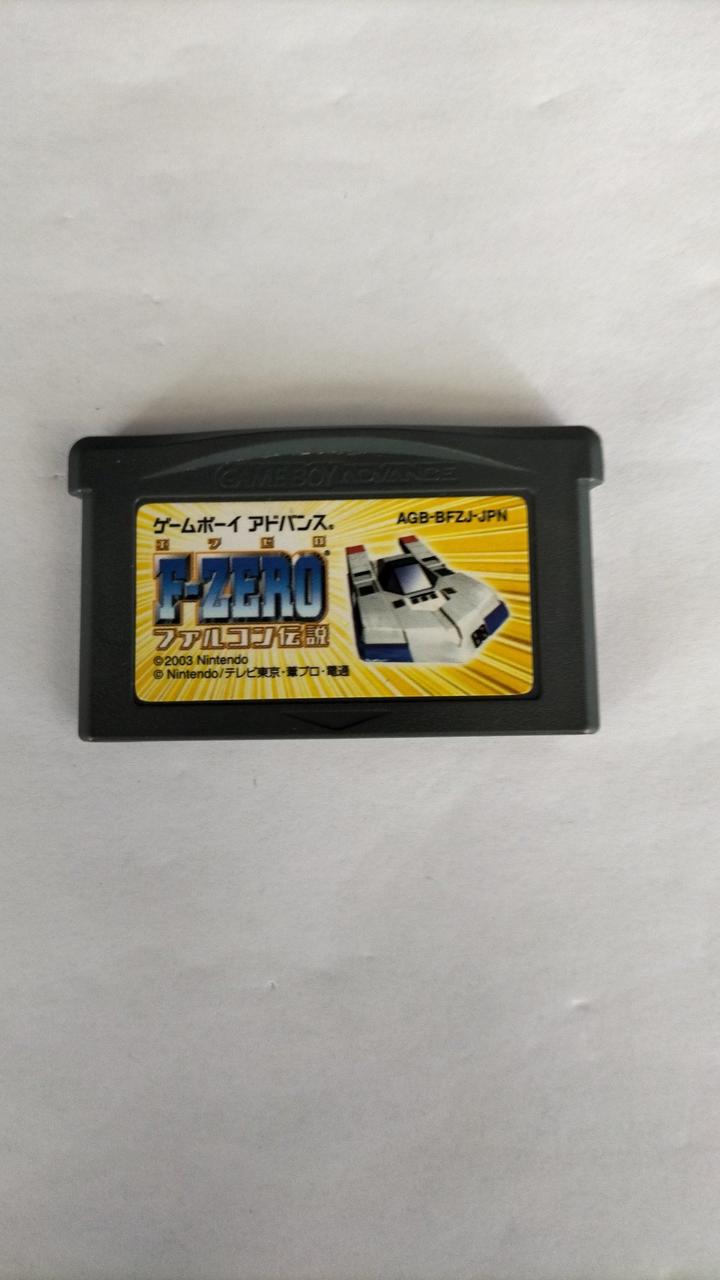 GAME BOY ADVANCE
ゲームボーイ アドバンス®
AGB-BFZJ-JPN
エフゼロ
F-ZERO®
ファルコン伝説
©2003 Nintendo
© Nintendo/テレビ東京・葦プロ・電通